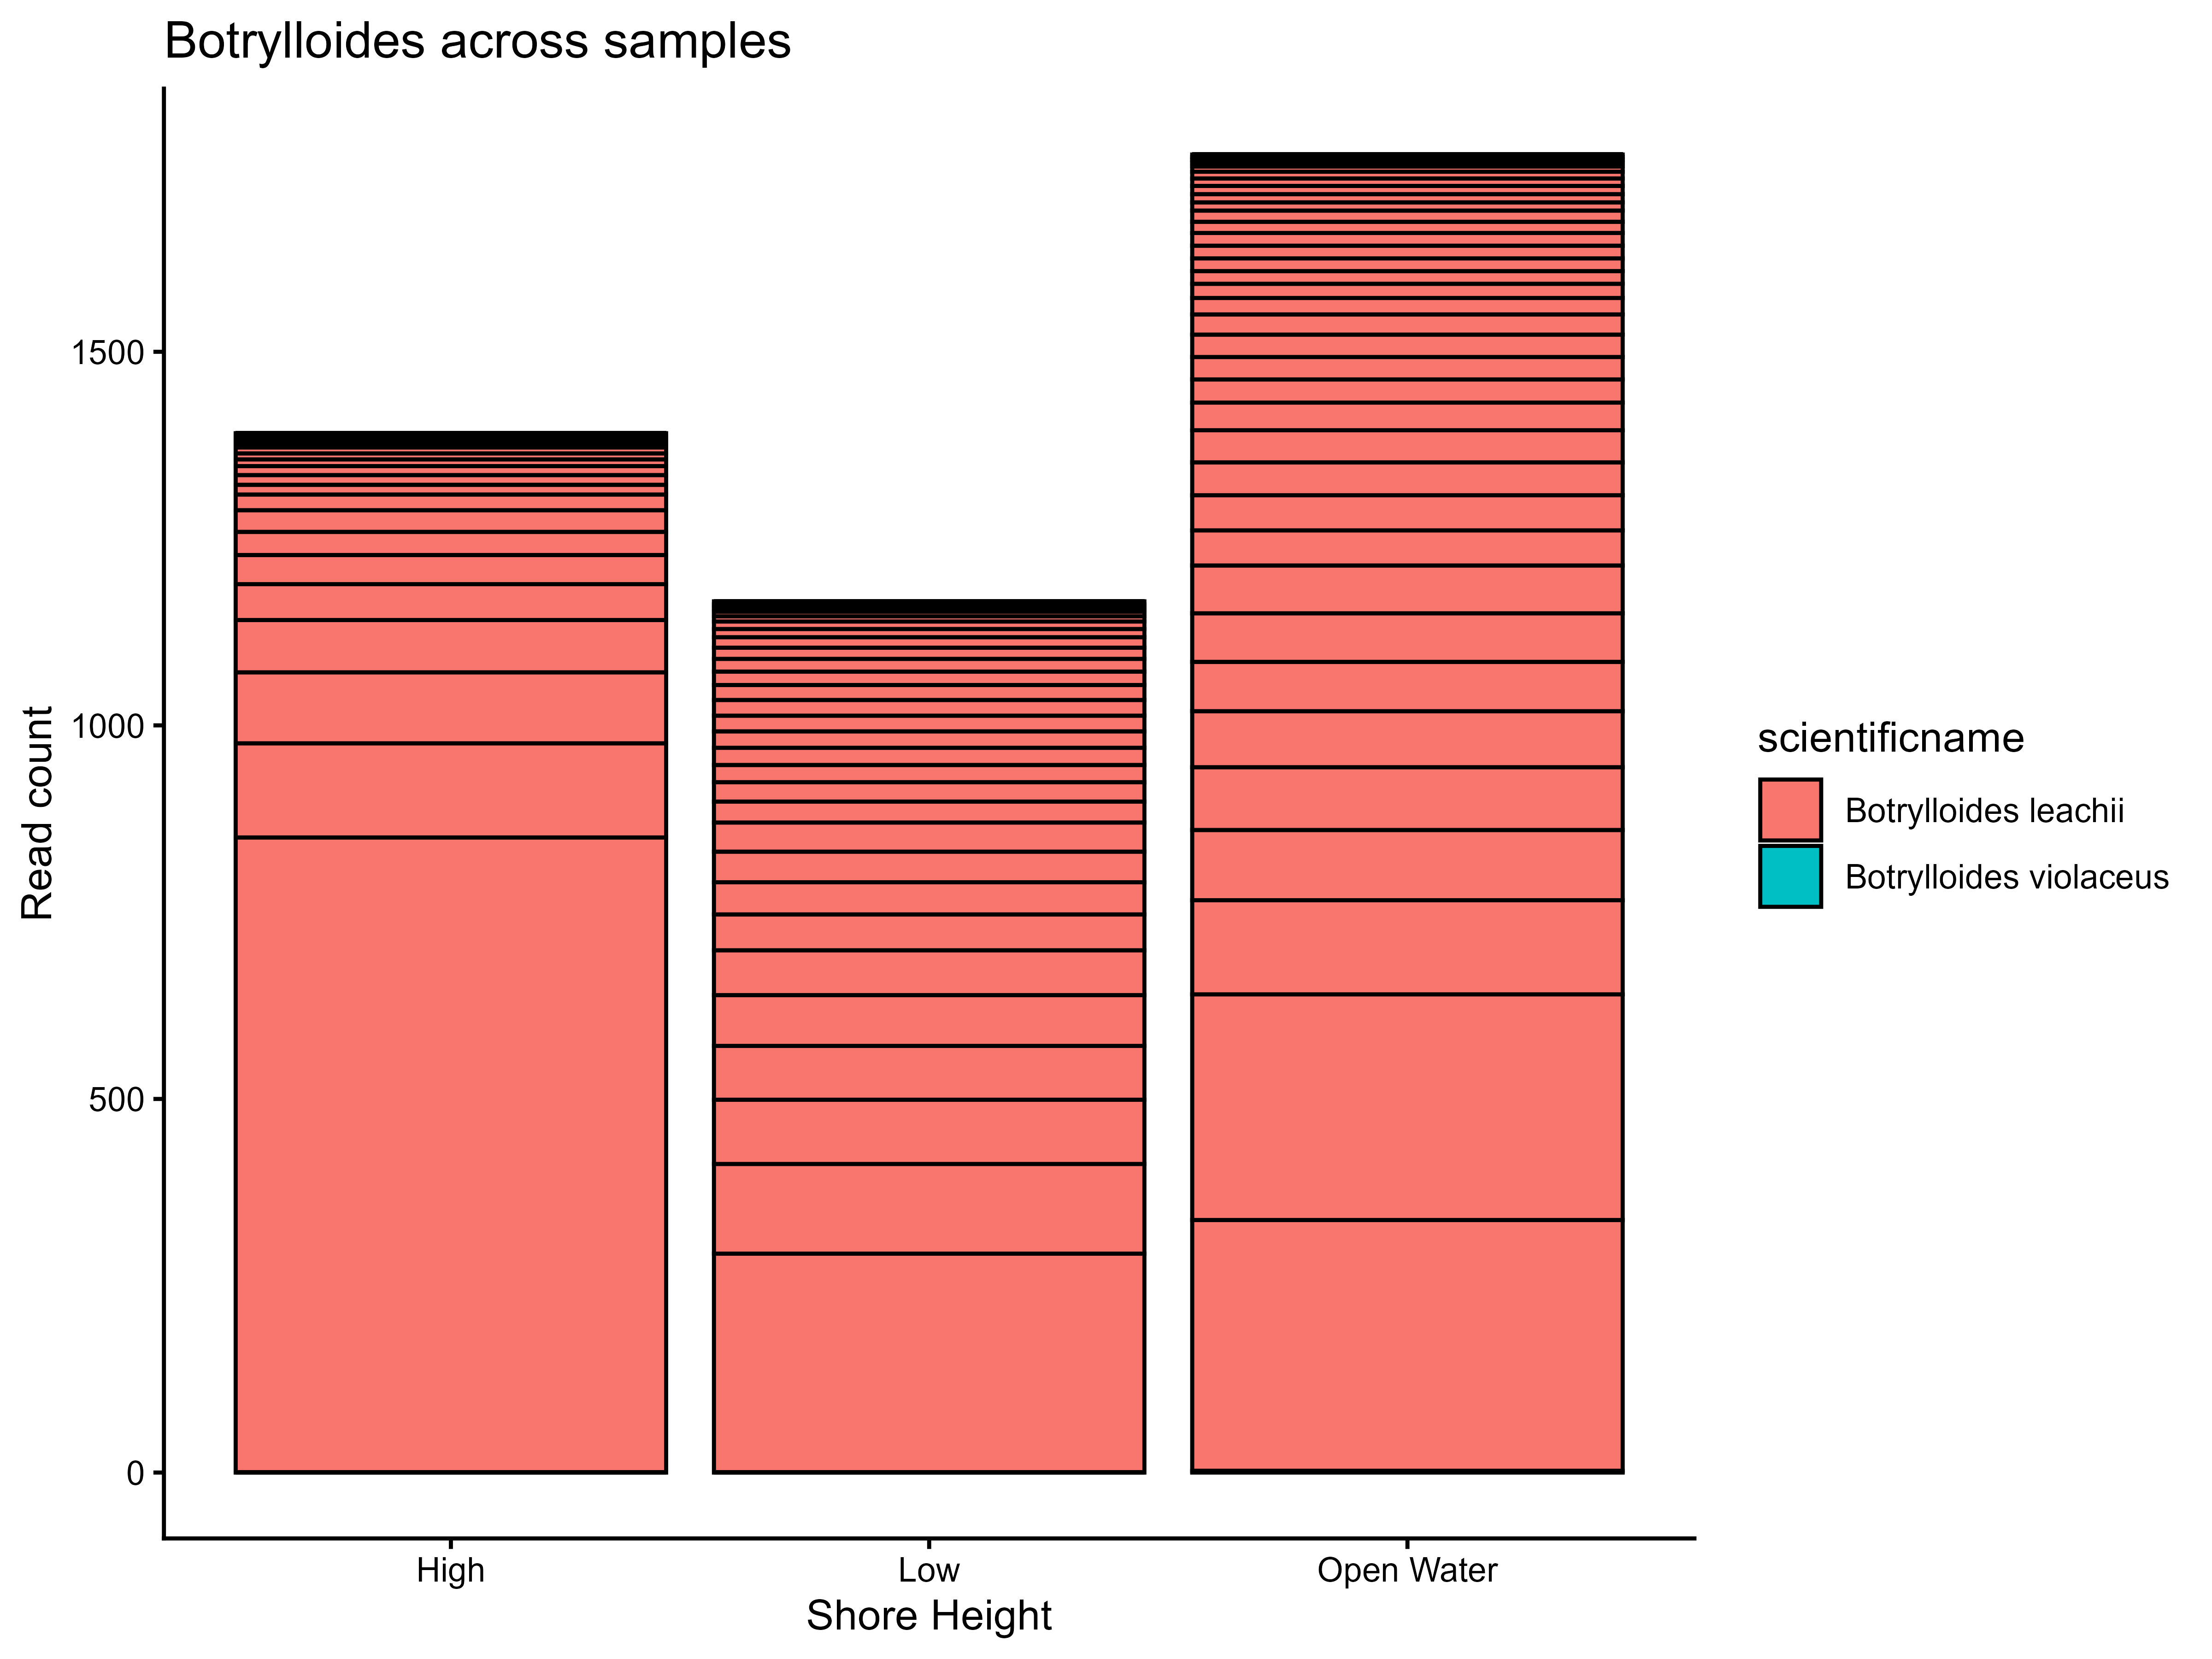 Botrylloides across samples
Read count
1500
1000
500
0
High
Low
Open Water
Shore Height
scientificname
Botrylloides leachii
Botrylloides violaceus